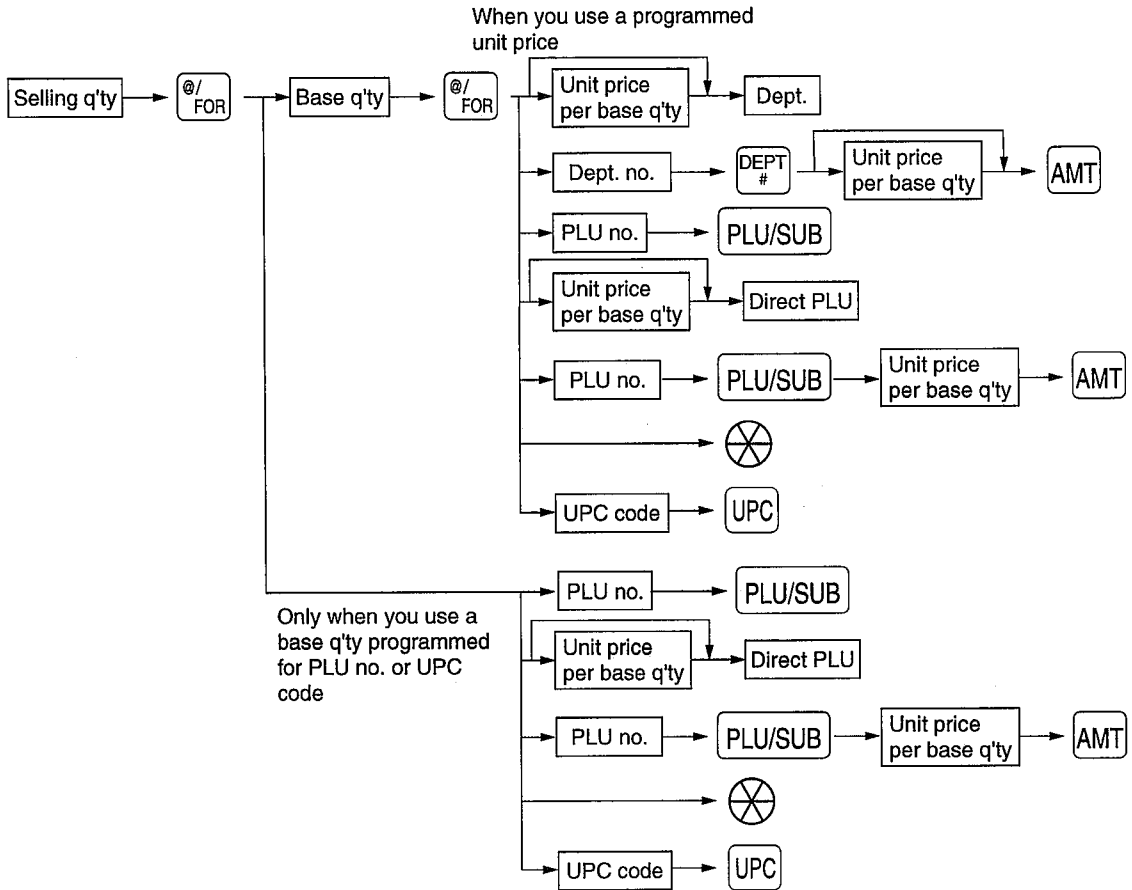 When you use a programmed
unit price
Selling q'ty
@/
FOR
Base q'ty
@/
FOR
Unit price
per base q'ty
Dept.
Dept. no.
DEPT
#
Unit price
per base q'ty
AMT
PLU no.
PLU/SUB
Unit price
per base q'ty
Direct PLU
PLU no.
PLU/SUB
Unit price
per base q'ty
AMT
UPC code
UPC
PLU no.
PLU/SUB
Only when you use a
base q'ty programmed
for PLU no. or UPC
code
Unit price
per base q'ty
Direct PLU
PLU no.
PLU/SUB
Unit price
per base q'ty
AMT
UPC code
UPC